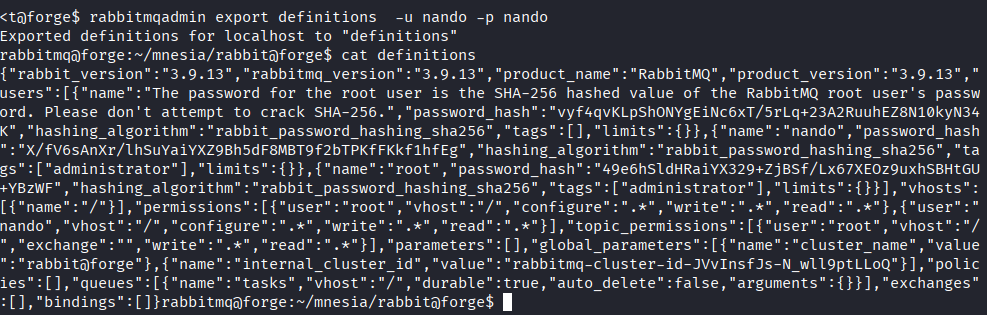 <t@forge$ rabbitmqadmin export definitions  -u nando -p nando
Exported definitions for localhost to "definitions"
rabbitmq@forge:~/mnesia/rabbit@forge$ cat definitions
{"rabbit_version":"3.9.13","rabbitmq_version":"3.9.13","product_name":"RabbitMQ","product_version":"3.9.13","
users":[{"name":"The password for the root user is the SHA-256 hashed value of the RabbitMQ root user's passw
ord. Please don't attempt to crack SHA-256.","password_hash":"vyf4qvKLpShONYgEiNc6xT/5rLq+23A2RuuhEZ8N10kyN34
K","hashing_algorithm":"rabbit_password_hashing_sha256","tags":[],"limits":{}},{"name":"nando","password_hash
":"X/fV6sAnXr/lhSuYaiYXZ9Bh5dF8MBT9f2bTPKfFKkf1hfEg","hashing_algorithm":"rabbit_password_hashing_sha256","ta
gs":["administrator"],"limits":{}},{"name":"root","password_hash":"49e6hSldHRaiYX329+ZjBSf/Lx67XEOz9uxhSBHtGU
+YBzWF","hashing_algorithm":"rabbit_password_hashing_sha256","tags":["administrator"],"limits":{}}],"vhosts":
[{"name":"/"}],"permissions":[{"user":"root","vhost":"/","configure":".*","write":".*","read":".*"},{"user":"
nando","vhost":"/","configure":".*","write":".*","read":".*"}],"topic_permissions":[{"user":"root","vhost":"/
","exchange":"","write":".*","read":".*"}],"parameters":[],"global_parameters":[{"name":"cluster_name","value
":"rabbit@forge"},{"name":"internal_cluster_id","value":"rabbitmq-cluster-id-JVvInsfJs-N_wll9ptLLoQ"}],"polic
ies":[],"queues":[{"name":"tasks","vhost":"/","durable":true,"auto_delete":false,"arguments":{}}],"exchanges"
:[],"bindings":[]}rabbitmq@forge:~/mnesia/rabbit@forge$